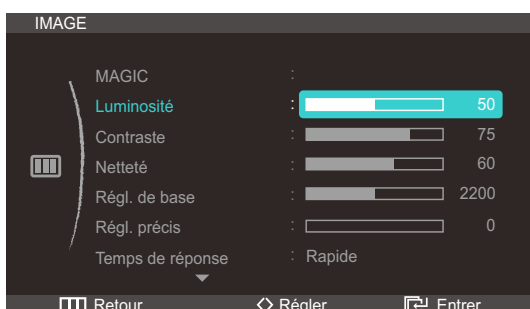 IMAGE
MAGIC :
Luminosité : 50
Contraste : 75
Netteté : 60
Régl. de base : 2200
Régl. précis : 0
Temps de réponse : Rapide
Retour Régler Entrer